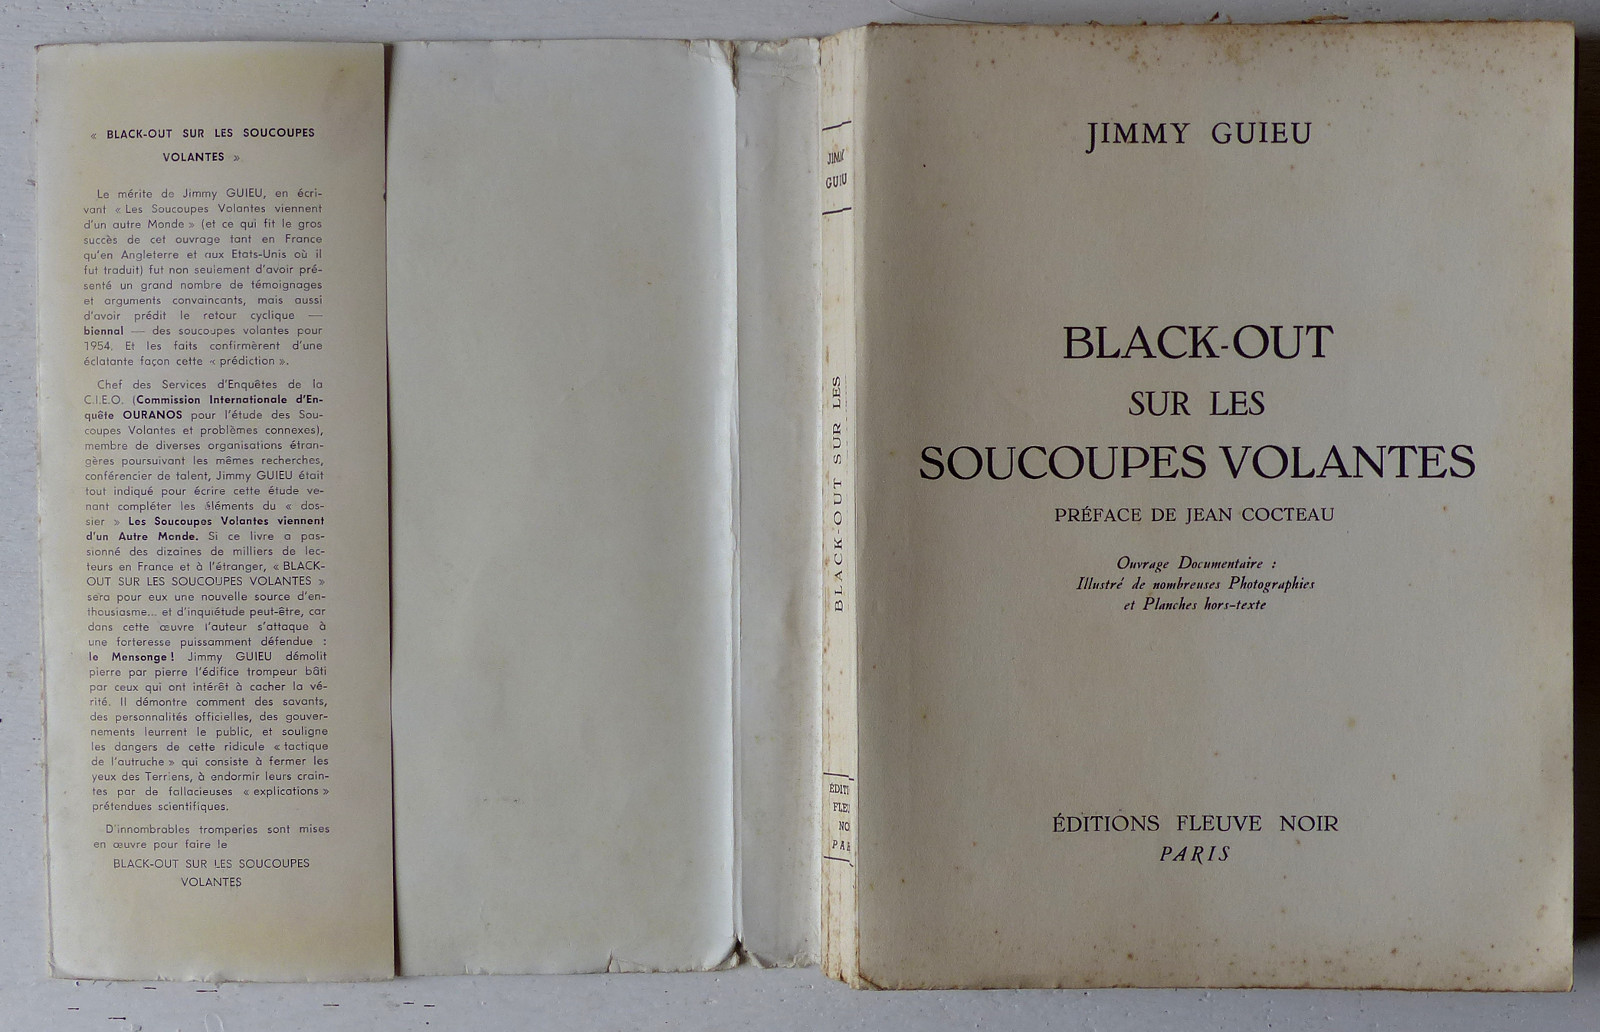 « BLACK-OUT SUR LES SOUCOUPES
VOLANTES »
Le mérite de Jimmy GUIEU, en écri-
vant « Les Soucoupes Volantes viennent
d'un autre Monde » (et ce qui fit le gros
succès de cet ouvrage tant en France
qu'en Angleterre et aux Etats-Unis où il
fut traduit) fut non seulement d'avoir pré-
senté un grand nombre de témoignages
et arguments convaincants, mais aussi
d'avoir prédit le retour cyclique —
biennal — des soucoupes volantes pour
1954. Et les faits confirmèrent d'une
éclatante façon cette « prédiction ».
Chef des Services d'Enquêtes de la
C.I.E.O. (Commission Internationale d'En-
quête OURANOS pour l'étude des Sou-
coupes Volantes et problèmes connexes),
membre de diverses organisations étran-
gères poursuivant les mêmes recherches,
conférencier de talent, Jimmy GUIEU était
tout indiqué pour écrire cette étude ve-
nant compléter les éléments du « dos-
sier » Les Soucoupes Volantes viennent
d'un Autre Monde. Si ce livre a pas-
sionné des dizaines de milliers de lec-
teurs en France et à l'étranger, « BLACK-
OUT SUR LES SOUCOUPES VOLANTES »
sera pour eux une nouvelle source d'en-
thousiasme... et d'inquiétude peut-être, car
dans cette œuvre l'auteur s'attaque à
une forteresse puissamment défendue :
le Mensonge ! Jimmy GUIEU démolit
pierre par pierre l'édifice trompeur bâti
par ceux qui ont intérêt à cacher la vé-
rité. Il démontre comment des savants,
des personnalités officielles, des gouver-
nements leurrent le public, et souligne
les dangers de cette ridicule « tactique
de l'autruche » qui consiste à fermer les
yeux des Terriens, à endormir leurs crain-
tes par de fallacieuses « explications »
prétendues scientifiques.
D'innombrables tromperies sont mises
en œuvre pour faire le
BLACK-OUT SUR LES SOUCOUPES
VOLANTES
JIMMY
GUIEU
BLACK-OUT SUR LES
EDITI
FLEU
NO
PAR
JIMMY GUIEU
BLACK-OUT
SUR LES
SOUCOUPES VOLANTES
PRÉFACE DE JEAN COCTEAU
Ouvrage Documentaire :
Illustré de nombreuses Photographies
et Planches hors-texte
ÉDITIONS FLEUVE NOIR
PARIS